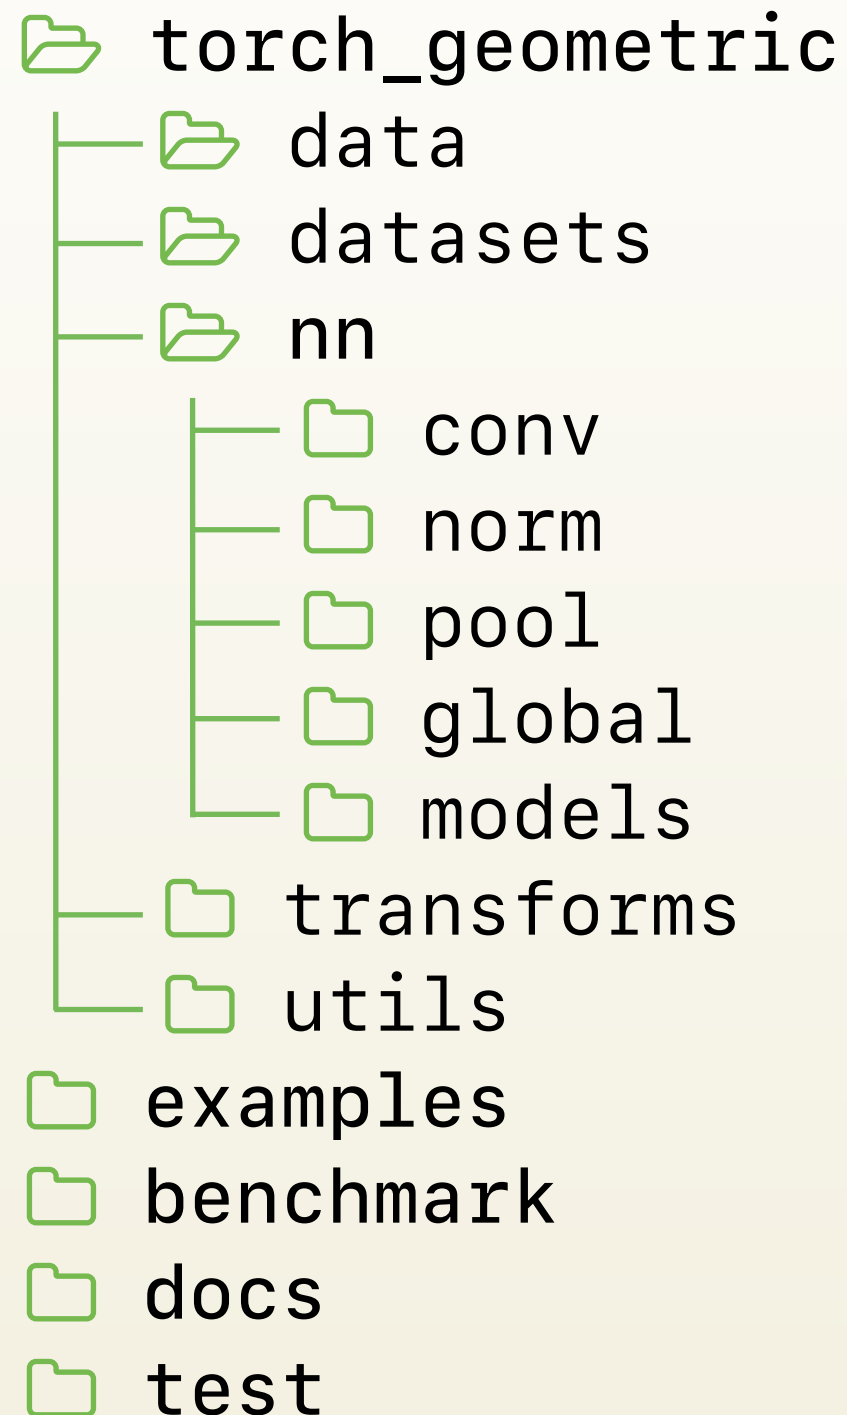 torch_geometric
data
datasets
nn
conv
norm
pool
global
models
transforms
utils
examples
benchmark
docs
test